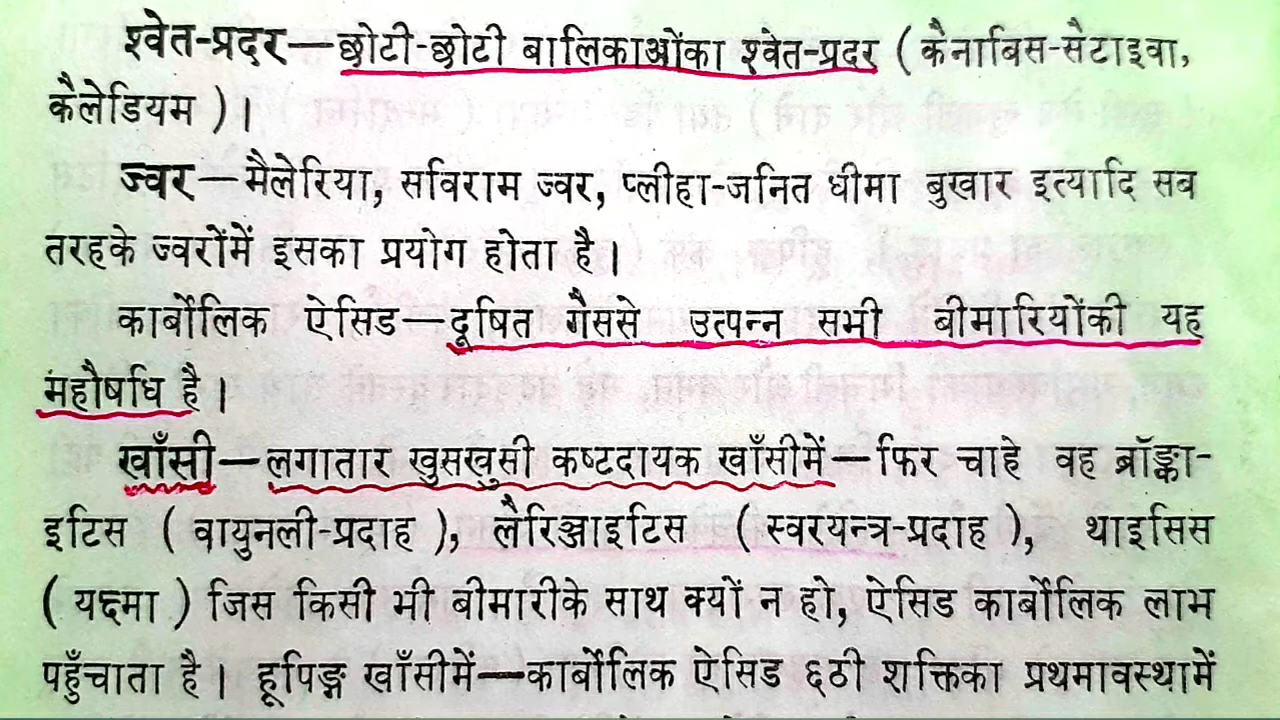 श्वेत-प्रदर—छोटी-छोटी बालिकाओंका श्वेत-प्रदर ( कैनाबिस-सैटाइवा,
कैलेडियम ) ।
ज्वर—मैलेरिया, सविराम ज्वर, प्लीहा-जनित धीमा बुखार इत्यादि सब
तरहके ज्वरोंमें इसका प्रयोग होता है ।
कार्बोलिक ऐसिड—दूषित गैससे उत्पन्न सभी बीमारियोंकी यह
महौषधि है ।
खाँसी—लगातार खुसखुसी कष्टदायक खाँसीमें—फिर चाहे वह ब्रॉङ्का-
इटिस ( वायुनली-प्रदाह ), लैरिञ्जाइटिस ( स्वरयन्त्र-प्रदाह ), थाइसिस
( यक्ष्मा ) जिस किसी भी बीमारीके साथ क्यों न हो, ऐसिड कार्बोलिक लाभ
पहुँचाता है । हूपिङ्ग खाँसीमें—कार्बोलिक ऐसिड ६ठी शक्तिका प्रथमावस्थामें